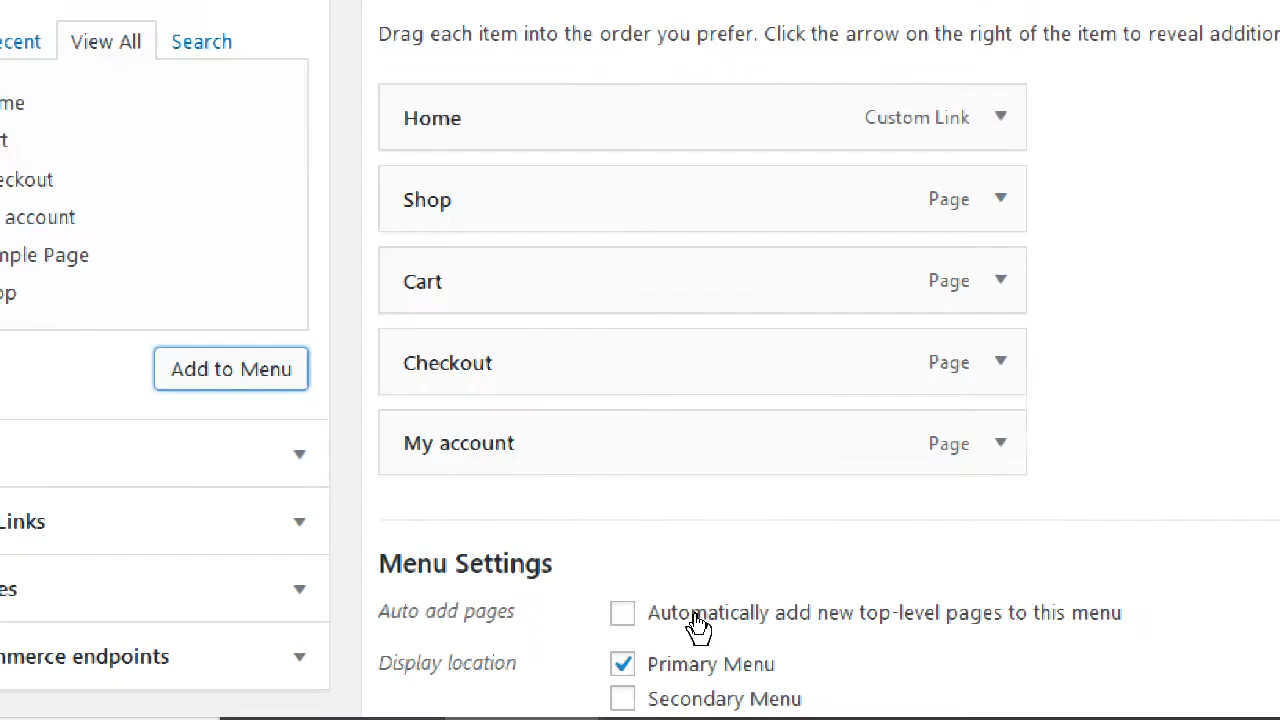 ecent View All Search
me
t
eckout
account
mple Page
op
Add to Menu
Links
es
mmerce endpoints
Drag each item into the order you prefer. Click the arrow on the right of the item to reveal addition
Home Custom Link
Shop Page
Cart Page
Checkout Page
My account Page
Menu Settings
Auto add pages Automatically add new top-level pages to this menu
Display location Primary Menu
Secondary Menu